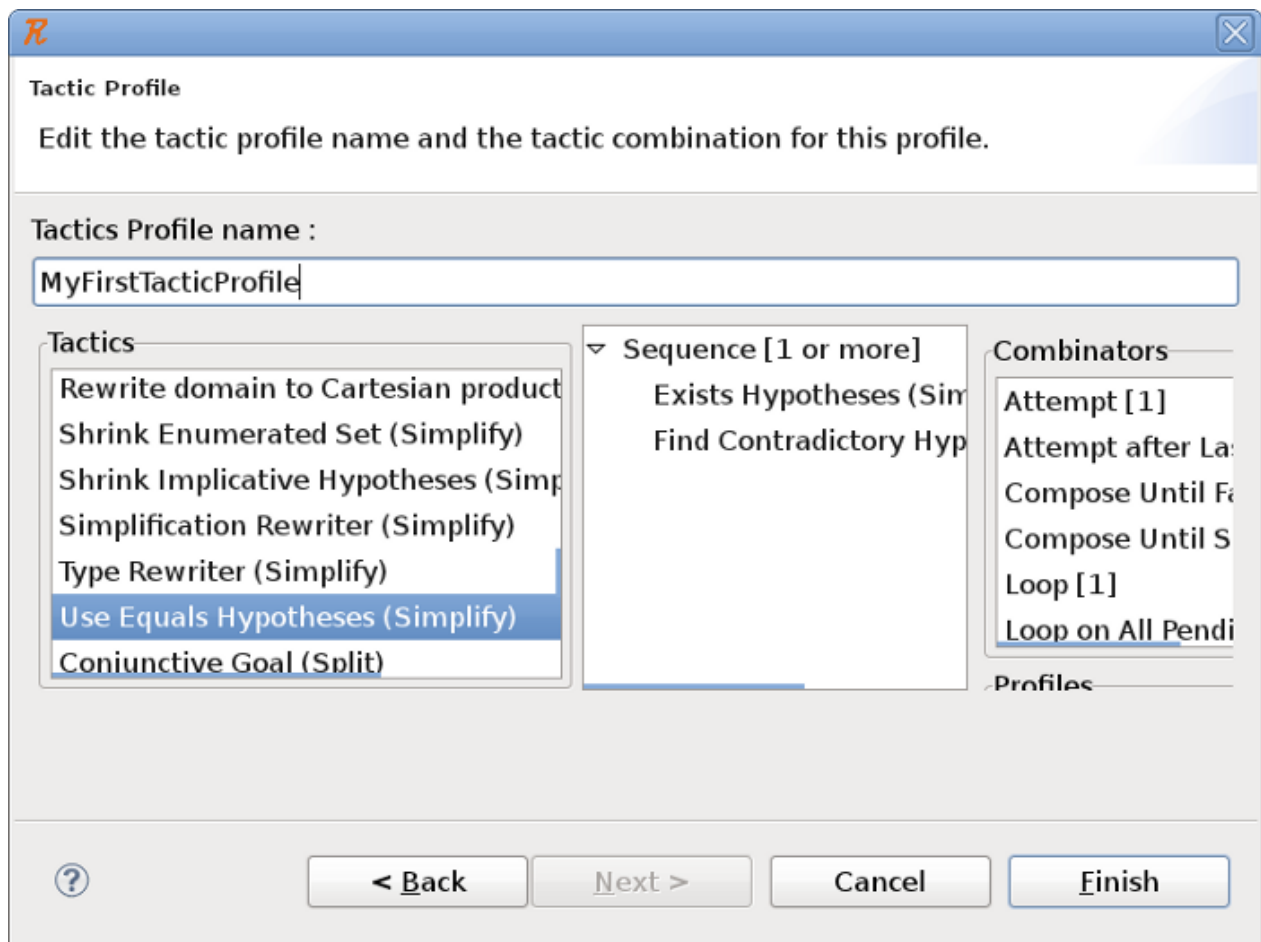 Tactic Profile
Edit the tactic profile name and the tactic combination for this profile.
Tactics Profile name :
MyFirstTacticProfile
Tactics
Rewrite domain to Cartesian product
Shrink Enumerated Set (Simplify)
Shrink Implicative Hypotheses (Simp
Simplification Rewriter (Simplify)
Type Rewriter (Simplify)
Use Equals Hypotheses (Simplify)
Conjunctive Goal (Split)
Sequence [1 or more]
Exists Hypotheses (Sim
Find Contradictory Hyp
Combinators
Attempt [1]
Attempt after Las
Compose Until Fa
Compose Until S
Loop [1]
Loop on All Pendi
Profiles
< Back
Next >
Cancel
Finish